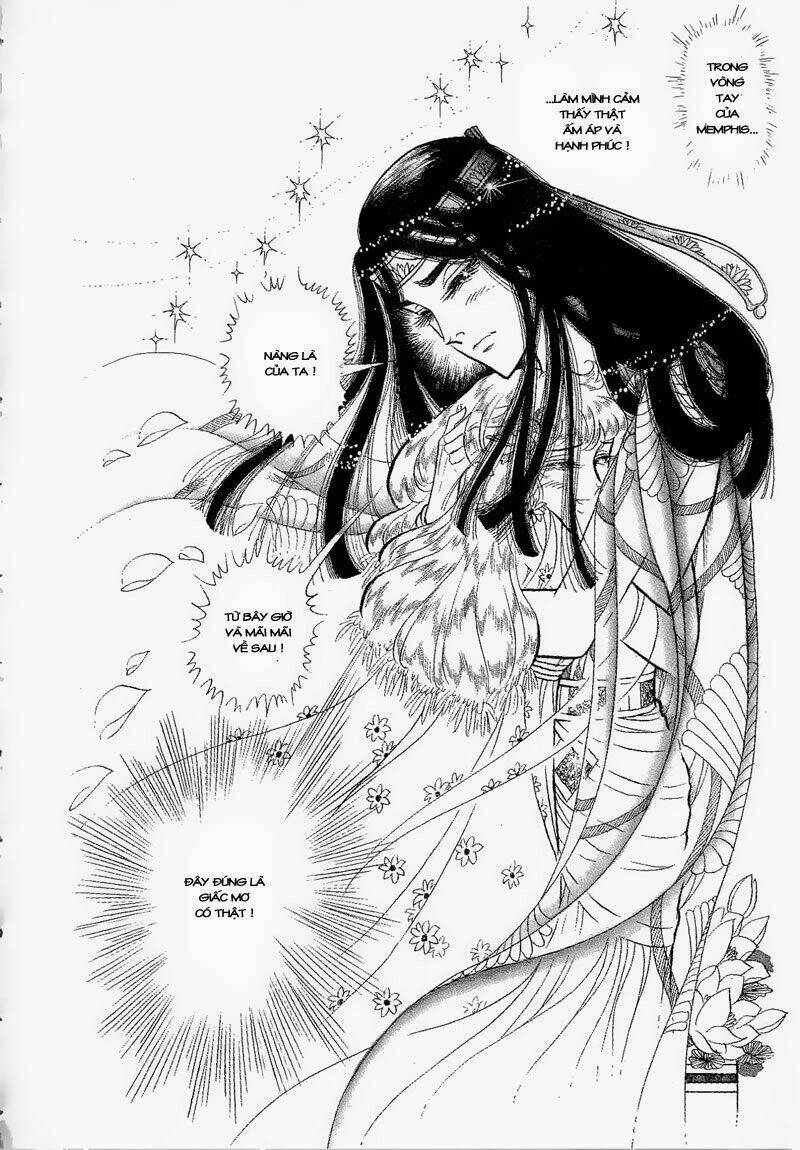 TRONG
VÒNG
TAY
CỦA
MEMPHIS...
...LÀM MÌNH CẢM
THẤY THẬT
ẤM ÁP VÀ
HẠNH PHÚC !
NÀNG LÀ
CỦA TA !
TỪ BÂY GIỜ
VÀ MÃI MÃI
VỀ SAU !
ĐÂY ĐÚNG LÀ
GIẤC MƠ
CÓ THẬT !